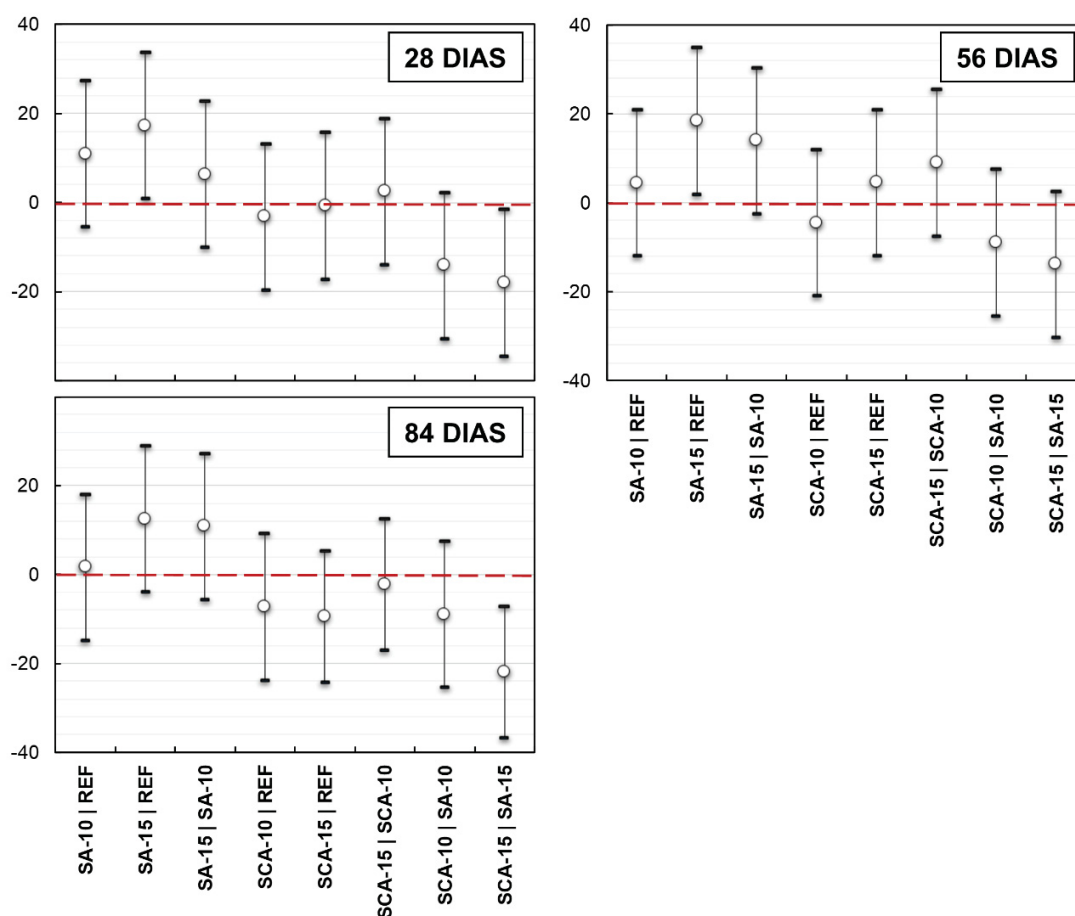 28 DIAS
40
20
0
-20
56 DIAS
40
20
0
-20
-40
SA-10 | REF
SA-15 | REF
SA-15 | SA-10
SCA-10 | REF
SCA-15 | REF
SCA-15 | SCA-10
SCA-10 | SA-10
SCA-15 | SA-15
84 DIAS
20
0
-20
-40
SA-10 | REF
SA-15 | REF
SA-15 | SA-10
SCA-10 | REF
SCA-15 | REF
SCA-15 | SCA-10
SCA-10 | SA-10
SCA-15 | SA-15